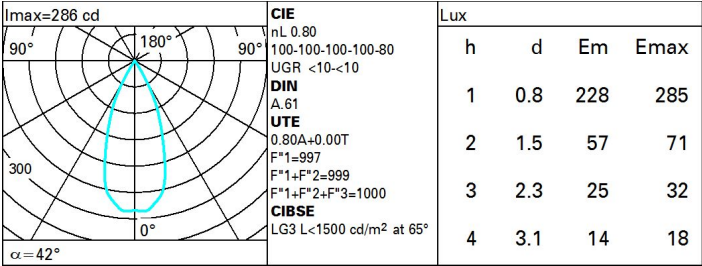 Imax=286 cd
90°
180°
90°
300
0°
α=42°
CIE
nL 0.80
100-100-100-100-80
UGR <10-<10
DIN
A.61
UTE
0.80A+0.00T
F"1=997
F"1+F"2=999
F"1+F"2+F"3=1000
CIBSE
LG3 L<1500 cd/m² at 65°
Lux
h d Em Emax
1 0.8 228 285
2 1.5 57 71
3 2.3 25 32
4 3.1 14 18